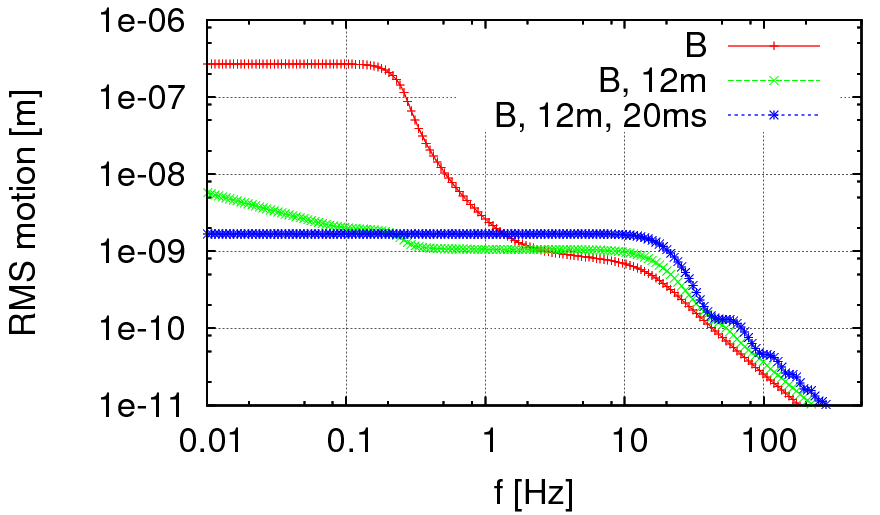 1e-06
1e-07
1e-08
1e-09
1e-10
1e-11
RMS motion [m]
B
B, 12m
B, 12m, 20ms
0.01 0.1 1 10 100
f [Hz]